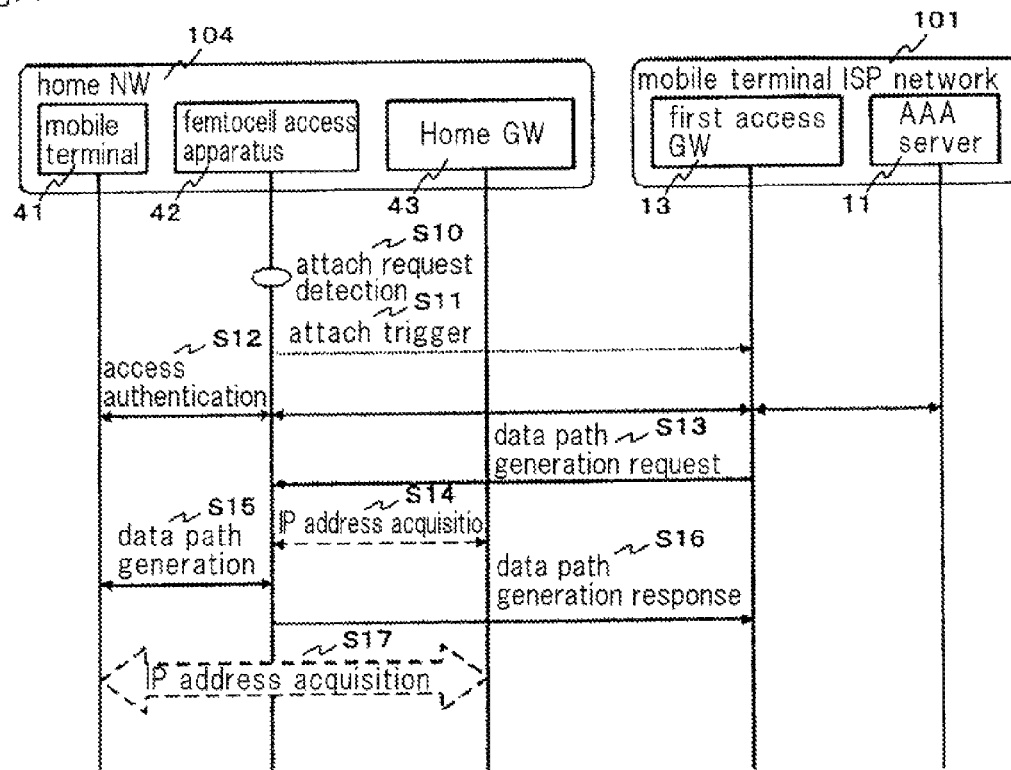 104
101
home NW
mobile terminal ISP network
mobile
terminal
femtocell access
apparatus
Home GW
first access
GW
AAA
server
41
42
43
13
11
S10
attach request
detection
S11
attach trigger
S12
access
authentication
S13
data path
generation request
S14
IP address acquisitio
S15
data path
generation
S16
data path
generation response
S17
IP address acquisition